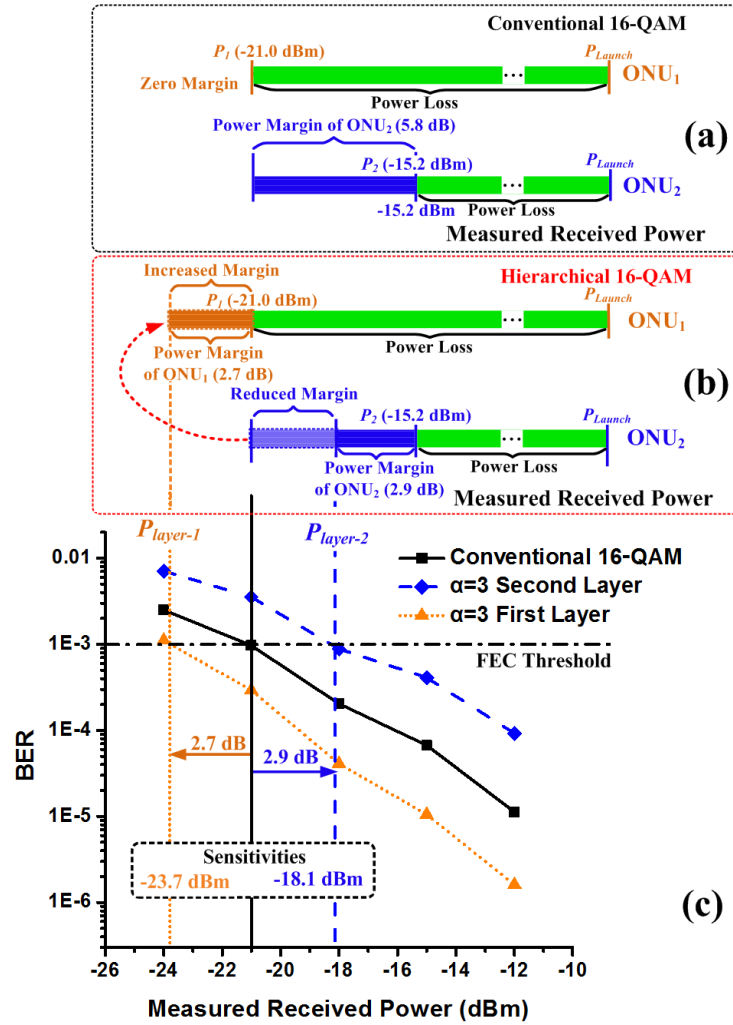 Conventional 16-QAM
P1 (-21.0 dBm)
PLaunch
Zero Margin
...
ONU1
Power Loss
Power Margin of ONU2 (5.8 dB)
(a)
P2 (-15.2 dBm)
PLaunch
...
ONU2
-15.2 dBm
Power Loss
Measured Received Power
Increased Margin
Hierarchical 16-QAM
P1 (-21.0 dBm)
PLaunch
...
ONU1
Power Margin
of ONU1 (2.7 dB)
Power Loss
(b)
Reduced Margin
P2 (-15.2 dBm)
PLaunch
...
ONU2
Power Margin
of ONU2 (2.9 dB)
Power Loss
Measured Received Power
Player-1
Player-2
Conventional 16-QAM
α=3 Second Layer
α=3 First Layer
0.01
1E-3
FEC Threshold
1E-4
2.7 dB
2.9 dB
BER
1E-5
Sensitivities
-23.7 dBm
-18.1 dBm
1E-6
(c)
-26 -24 -22 -20 -18 -16 -14 -12 -10
Measured Received Power (dBm)